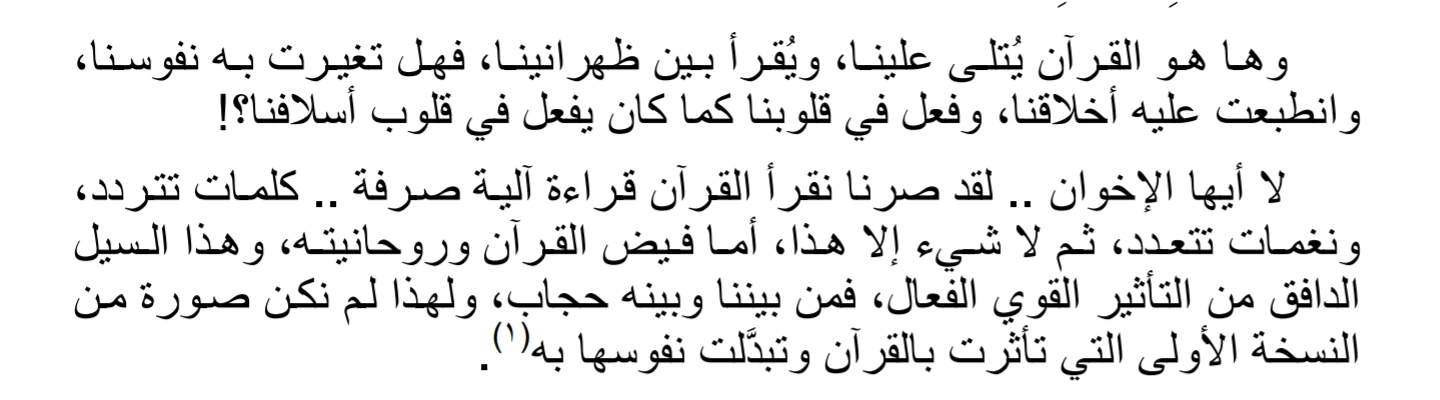 وها هو القرآن يُتلى علينا، ويُقرأ بين ظهرانينا، فهل تغيرت به نفوسنا،
وانطبعت عليه أخلاقنا، وفعل في قلوبنا كما كان يفعل في قلوب أسلافنا؟!
لا أيها الإخوان .. لقد صرنا نقرأ القرآن قراءة آلية صرفة .. كلمات تتردد،
ونغمات تتعدد، ثم لا شيء إلا هذا، أما فيض القرآن وروحانيته، وهذا السيل
الدافق من التأثير القوي الفعال، فمن بيننا وبينه حجاب، ولهذا لم نكن صورة من
النسخة الأولى التي تأثرت بالقرآن وتبدَّلت نفوسها به(١).